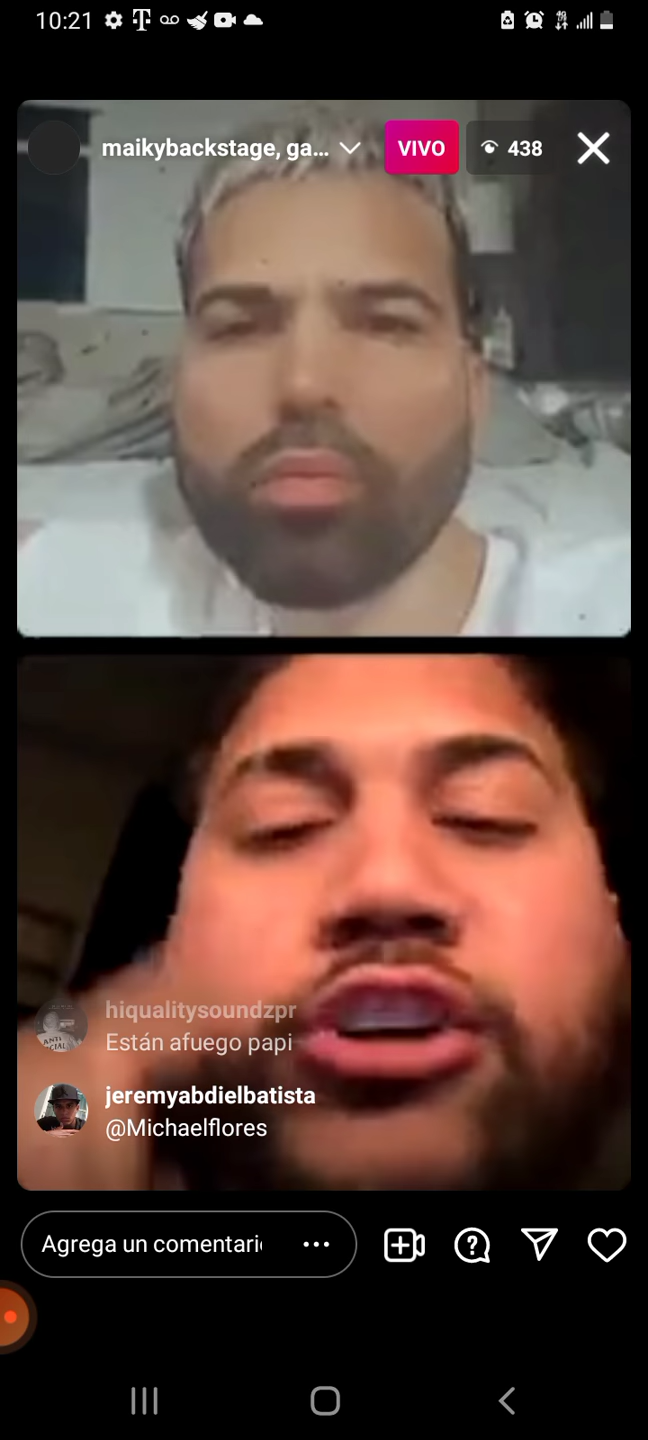 10:21
maikybackstage, ga... VIVO 438
hiqualitysoundzpr
Están afuego papi
jeremyabdielbatista
@Michaelflores
Agrega un comentari